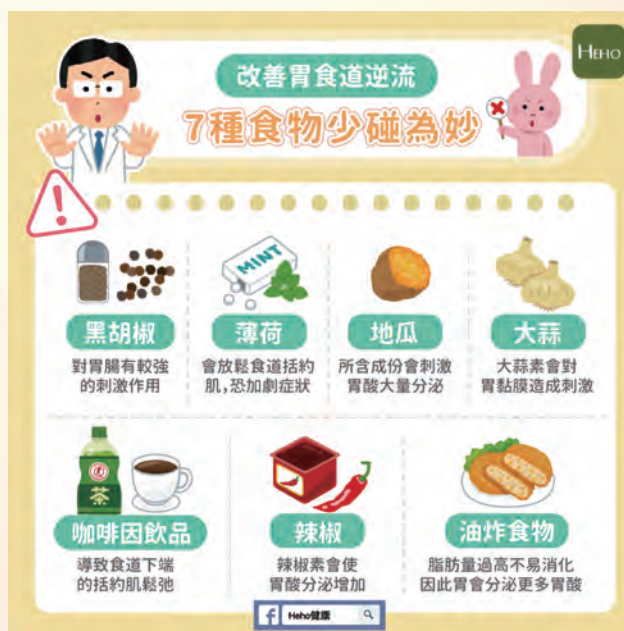 HEHO
改善胃食道逆流
7種食物少碰為妙
MINT
黑胡椒
對胃腸有較強
的刺激作用
薄荷
會放鬆食道括約
肌,恐加劇症狀
地瓜
所含成份會刺激
胃酸大量分泌
大蒜
大蒜素會對
胃黏膜造成刺激
茶
咖啡因飲品
導致食道下端
的括約肌鬆弛
辣椒
辣椒素會使
胃酸分泌增加
油炸食物
脂肪量過高不易消化
因此胃會分泌更多胃酸
f Heho健康